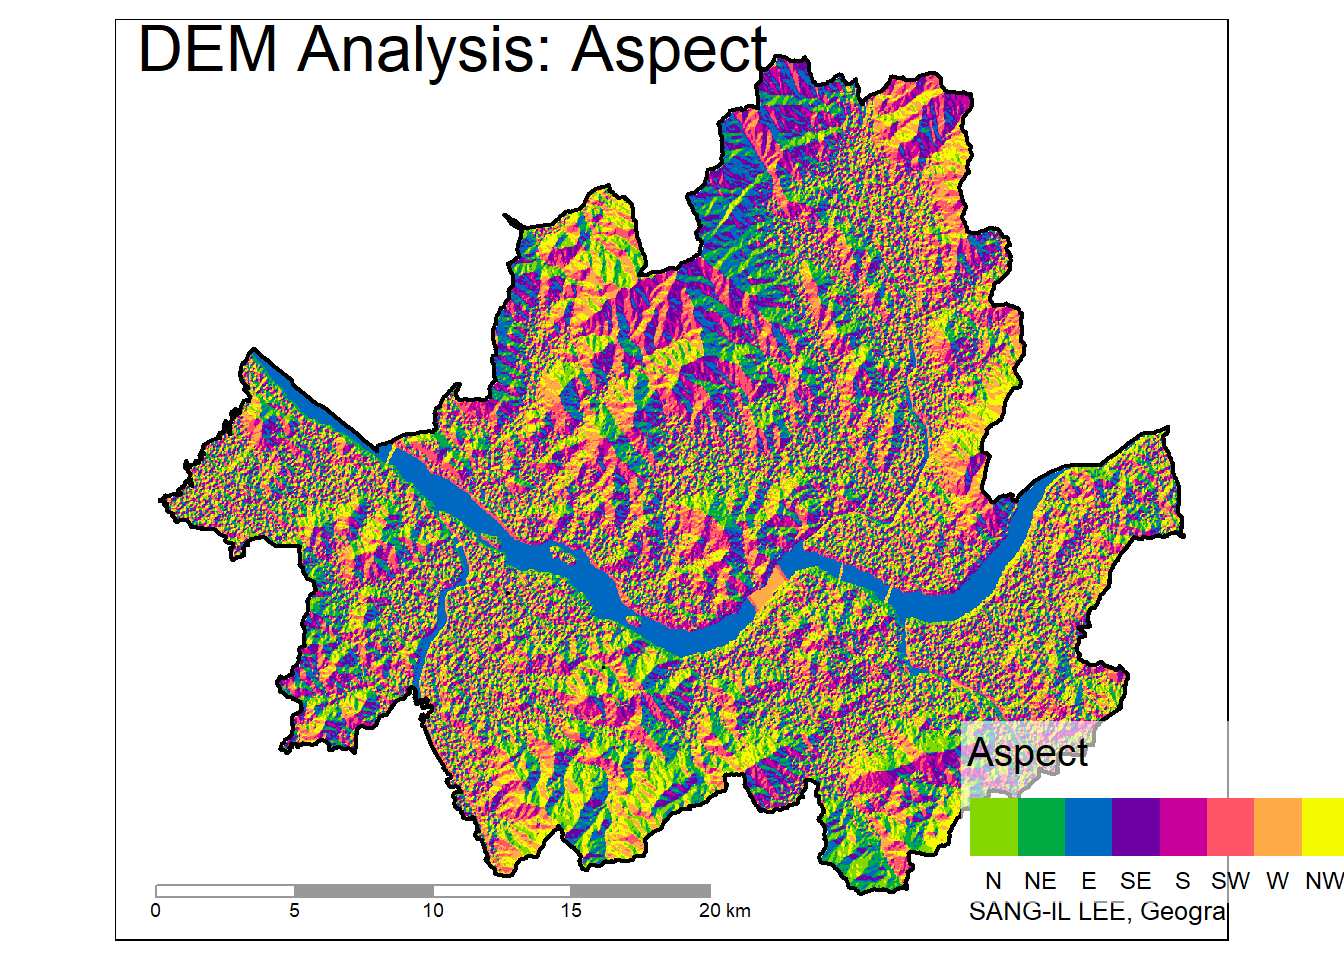 DEM Analysis: Aspect
Aspect
N NE E SE S SW W NW
SANG-IL LEE, Geogra
0 5 10 15 20 km